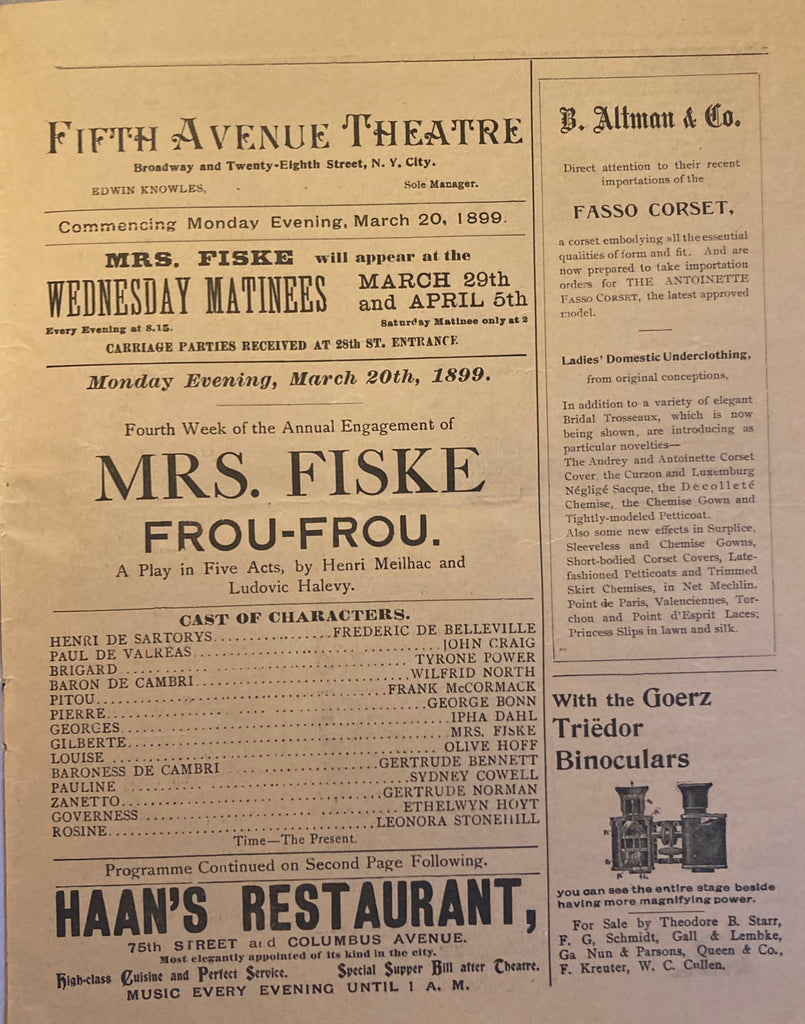 FIFTH AVENUE THEATRE
Broadway and Twenty-Eighth Street, N. Y. City.
EDWIN KNOWLES, . . Sole Manager.
Commencing Monday Evening, March 20, 1899.
MRS. FISKE will appear at the
WEDNESDAY MATINEES MARCH 29th
and APRIL 5th
Every Evening at 8.15. Saturday Matinee only at 2
CARRIAGE PARTIES RECEIVED AT 28th ST. ENTRANCE
Monday Evening, March 20th, 1899.
Fourth Week of the Annual Engagement of
MRS. FISKE
FROU-FROU.
A Play in Five Acts, by Henri Meilhac and
Ludovic Halevy.
CAST OF CHARACTERS.
HENRI DE SARTORYS..............FREDERIC DE BELLEVILLE
PAUL DE VALREAS..............JOHN CRAIG
BRIGARD..............TYRONE POWER
BARON DE CAMBRI..............WILFRID NORTH
PITOU..............FRANK McCORMACK
PIERRE..............GEORGE BONN
GEORGES..............IPHA DAHL
GILBERTE..............MRS. FISKE
LOUISE..............OLIVE HOFF
BARONESS DE CAMBRI..............GERTRUDE BENNETT
PAULINE..............SYDNEY COWELL
ZANETTO..............GERTRUDE NORMAN
GOVERNESS..............ETHELWYN HOYT
ROSINE..............LEONORA STONEHILL
Time—The Present.
Programme Continued on Second Page Following.
HAAN'S RESTAURANT,
75th STREET and COLUMBUS AVENUE.
Most elegantly appointed of its kind in the city.
High-class Cuisine and Perfect Service. Special Supper Bill after Theatre.
MUSIC EVERY EVENING UNTIL 1 A. M.
B. Altman & Co.
Direct attention to their recent
importations of the
FASSO CORSET,
a corset embodying all the essential
qualities of form and fit. And are
now prepared to take importation
orders for THE ANTOINETTE
FASSO CORSET, the latest approved
model.
Ladies' Domestic Underclothing,
from original conceptions,
In addition to a variety of elegant
Bridal Trosseaux, which is now
being shown, are introducing as
particular novelties—
The Audrey and Antoinette Corset
Cover, the Curzon and Luxemburg
Négligé Sacque, the Décolleté
Chemise, the Chemise Gown and
Tightly-modeled Petticoat.
Also some new effects in Surplice,
Sleeveless and Chemise Gowns,
Short-bodied Corset Covers, Late-
fashioned Petticoats and Trimmed
Skirt Chemises, in Net Mechlin,
Point de Paris, Valenciennes, Tor-
chon and Point d'Esprit Laces;
Princess Slips in lawn and silk.
With the Goerz
Triëdor
Binoculars
you can see the entire stage beside
having more magnifying power.
For Sale by Theodore B. Starr,
F. G. Schmidt, Gall & Lembke,
Ga Nun & Parsons, Queen & Co.,
F. Kreuter, W. C. Cullen.